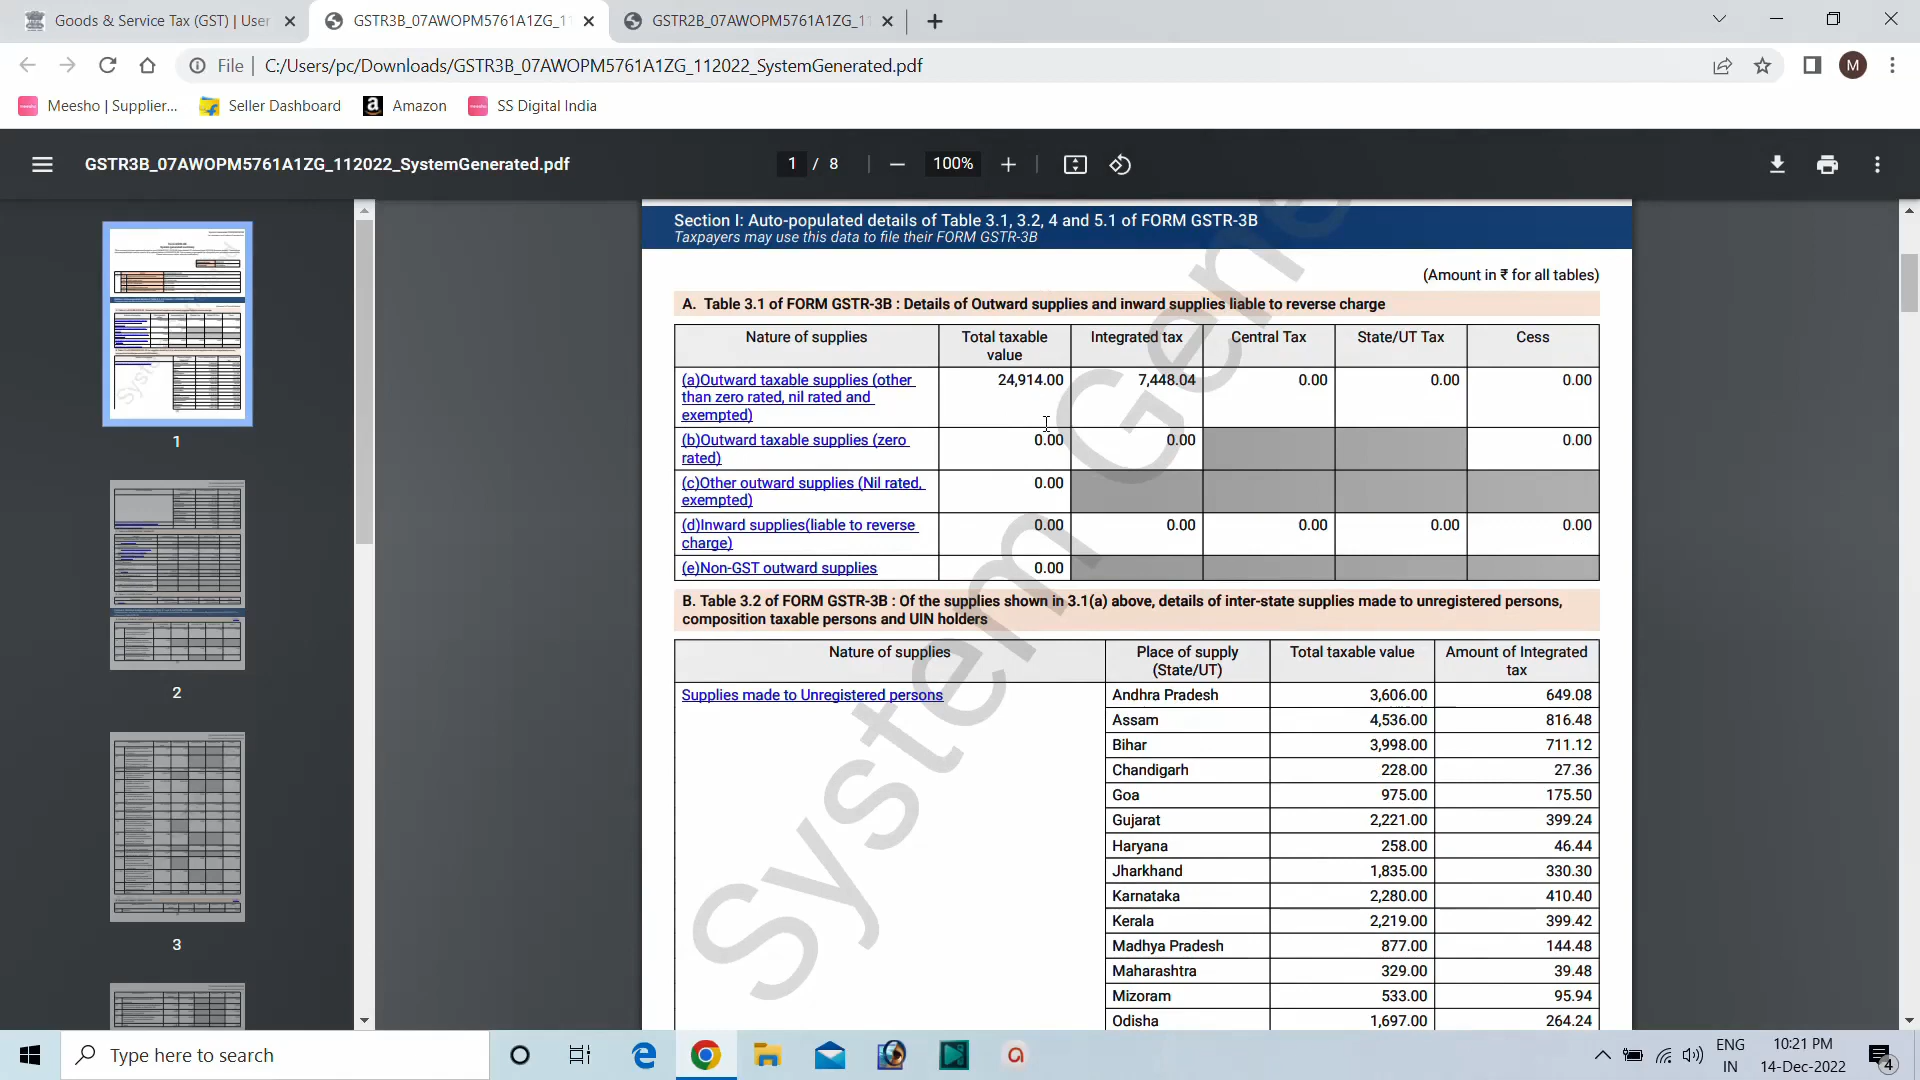 Goods & Service Tax (GST) | User
GSTR3B_07AWOPM5761A1ZG_1
GSTR2B_07AWOPM5761A1ZG_1
File
C:/Users/pc/Downloads/GSTR3B_07AWOPM5761A1ZG_112022_SystemGenerated.pdf
M
Meesho | Supplier...
Seller Dashboard
Amazon
SS Digital India
GSTR3B_07AWOPM5761A1ZG_112022_SystemGenerated.pdf
1 / 8
100%
1
2
3
Section I: Auto-populated details of Table 3.1, 3.2, 4 and 5.1 of FORM GSTR-3B
Taxpayers may use this data to file their FORM GSTR-3B
(Amount in ₹ for all tables)
A. Table 3.1 of FORM GSTR-3B : Details of Outward supplies and inward supplies liable to reverse charge
Nature of supplies Total taxable value Integrated tax Central Tax State/UT Tax Cess
(a)Outward taxable supplies (other than zero rated, nil rated and exempted) 24,914.00 7,448.04 0.00 0.00 0.00
(b)Outward taxable supplies (zero rated) 0.00 0.00 0.00
(c)Other outward supplies (Nil rated, exempted) 0.00
(d)Inward supplies(liable to reverse charge) 0.00 0.00 0.00 0.00 0.00
(e)Non-GST outward supplies 0.00
B. Table 3.2 of FORM GSTR-3B : Of the supplies shown in 3.1(a) above, details of inter-state supplies made to unregistered persons,
composition taxable persons and UIN holders
Nature of supplies Place of supply (State/UT) Total taxable value Amount of Integrated tax
Supplies made to Unregistered persons Andhra Pradesh 3,606.00 649.08
Assam 4,536.00 816.48
Bihar 3,998.00 711.12
Chandigarh 228.00 27.36
Goa 975.00 175.50
Gujarat 2,221.00 399.24
Haryana 258.00 46.44
Jharkhand 1,835.00 330.30
Karnataka 2,280.00 410.40
Kerala 2,219.00 399.42
Madhya Pradesh 877.00 144.48
Maharashtra 329.00 39.48
Mizoram 533.00 95.94
Odisha 1,697.00 264.24
System Gene
Type here to search
ENG
IN
10:21 PM
14-Dec-2022
4